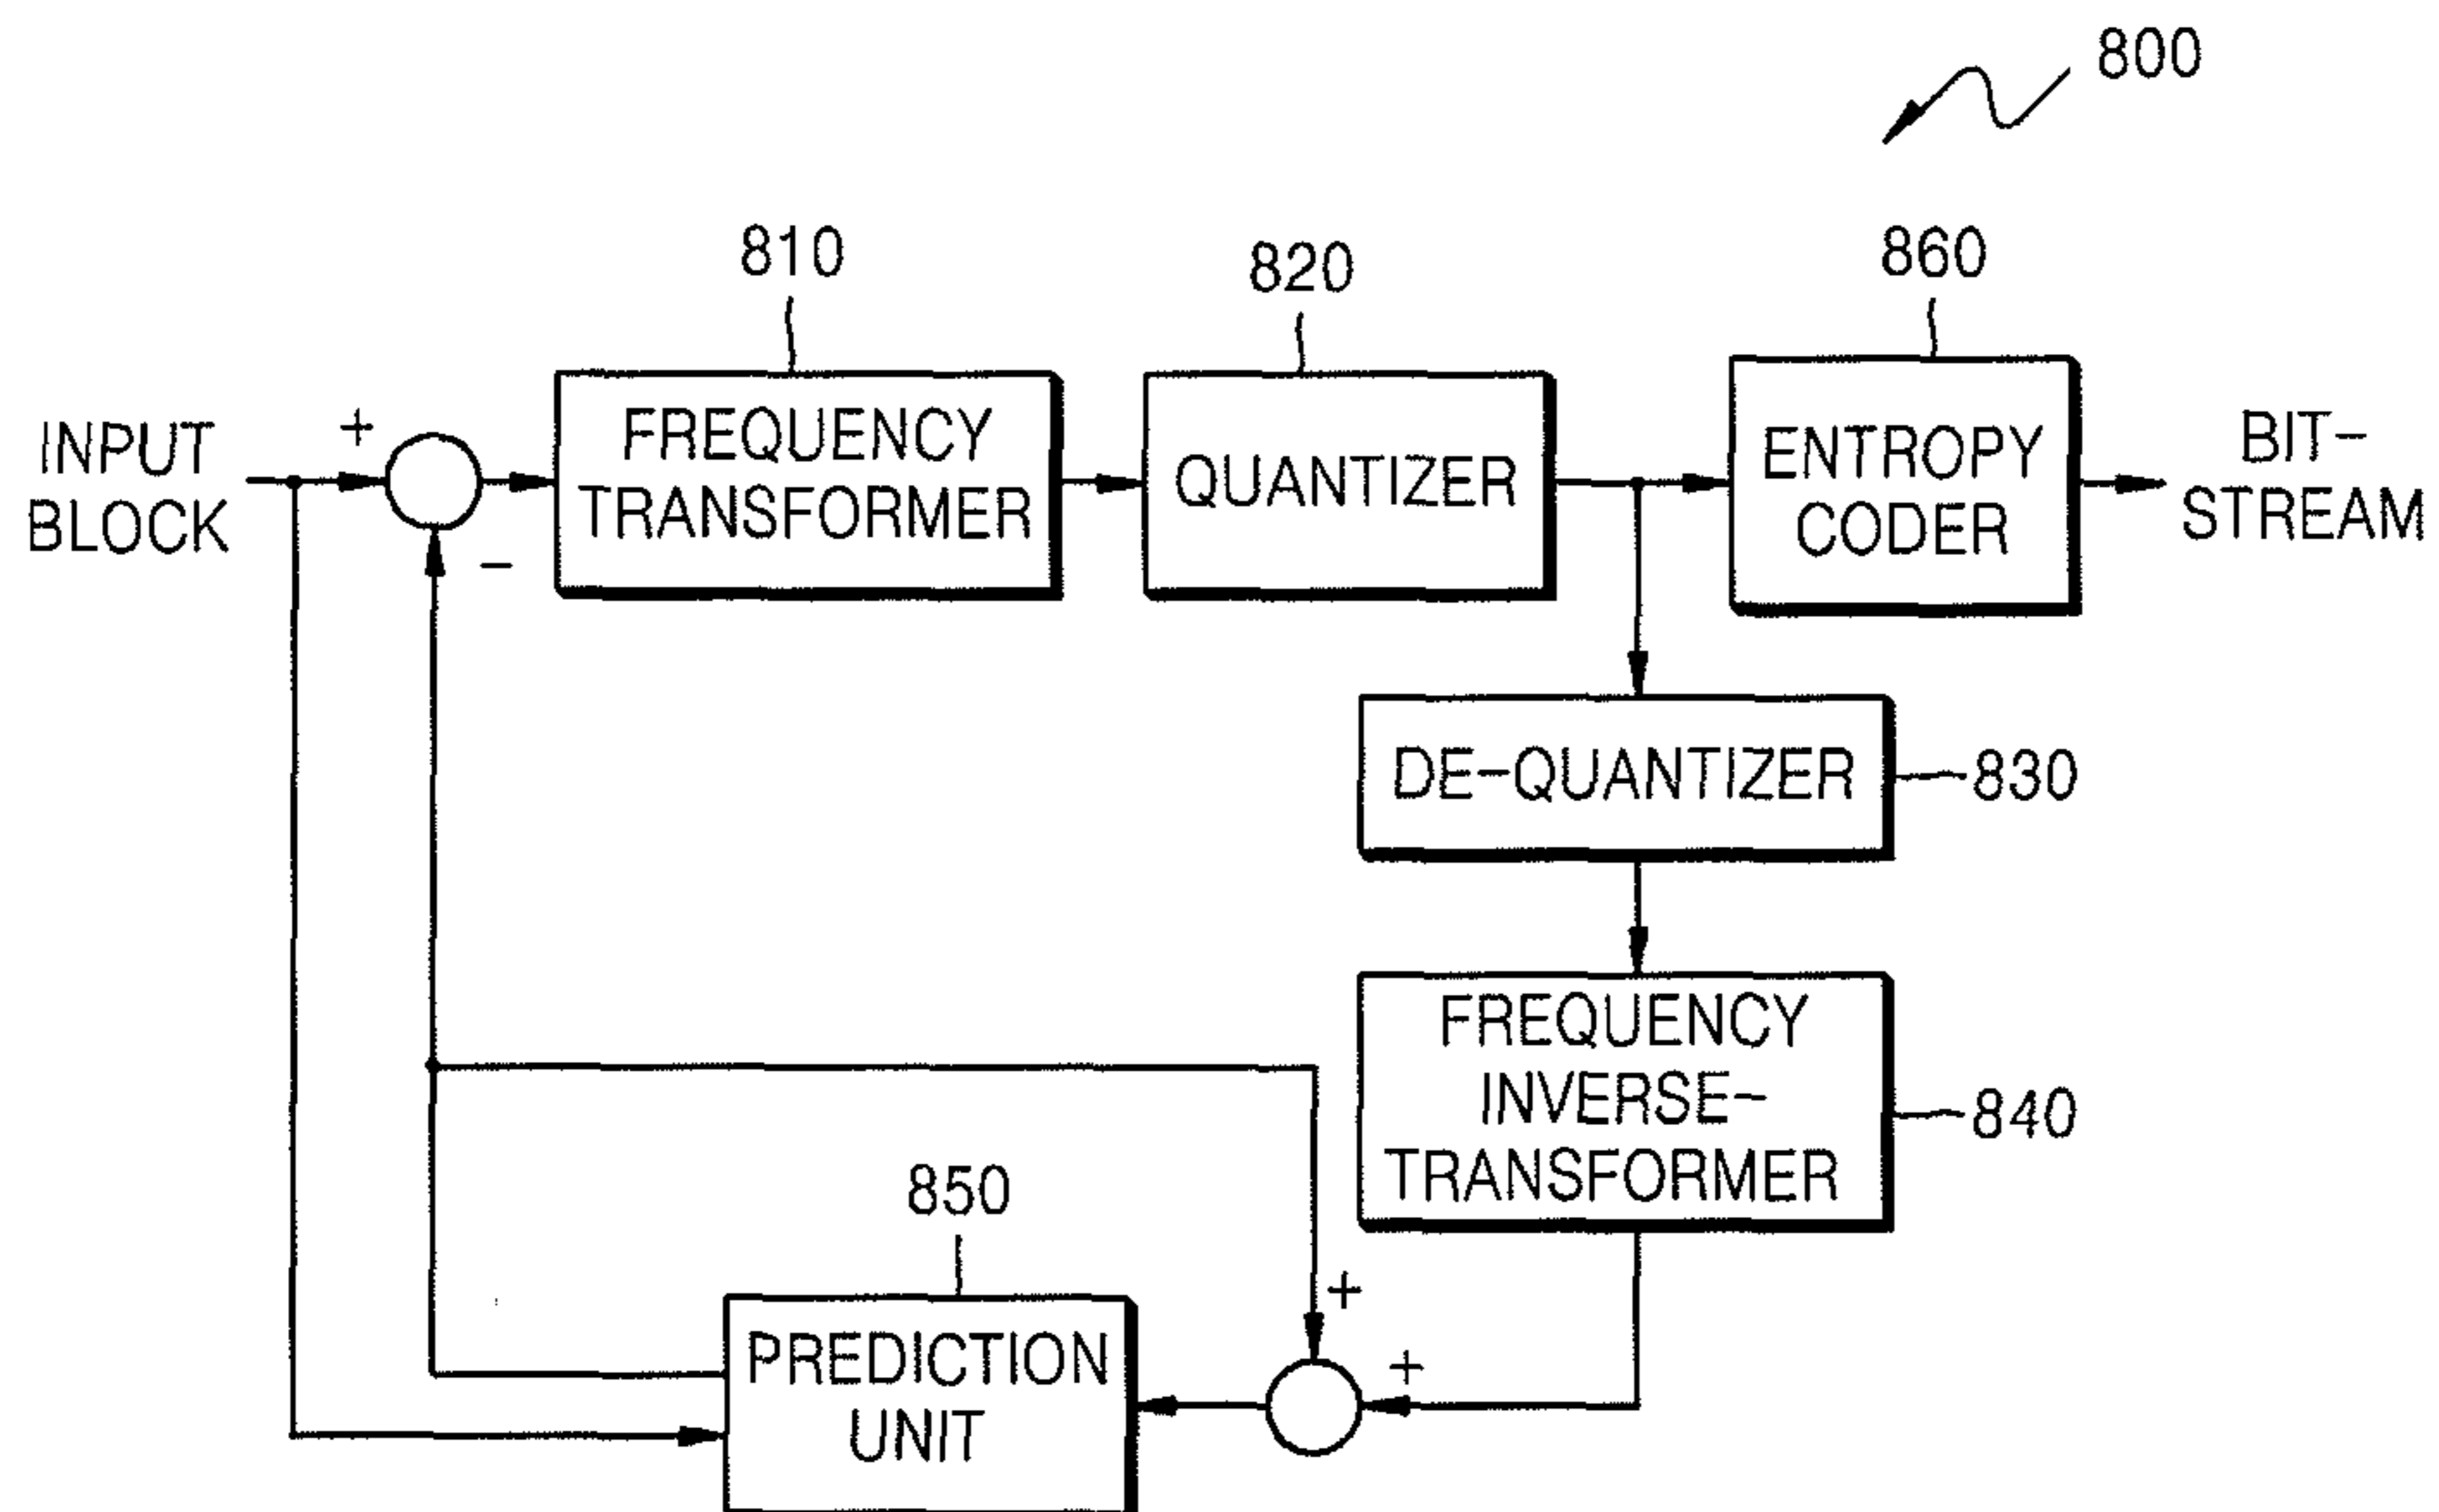 800
810
820
860
INPUT
BLOCK
+
−
FREQUENCY
TRANSFORMER
QUANTIZER
ENTROPY
CODER
BIT-
STREAM
DE-QUANTIZER
830
FREQUENCY
INVERSE-
TRANSFORMER
840
850
+
+
PREDICTION
UNIT